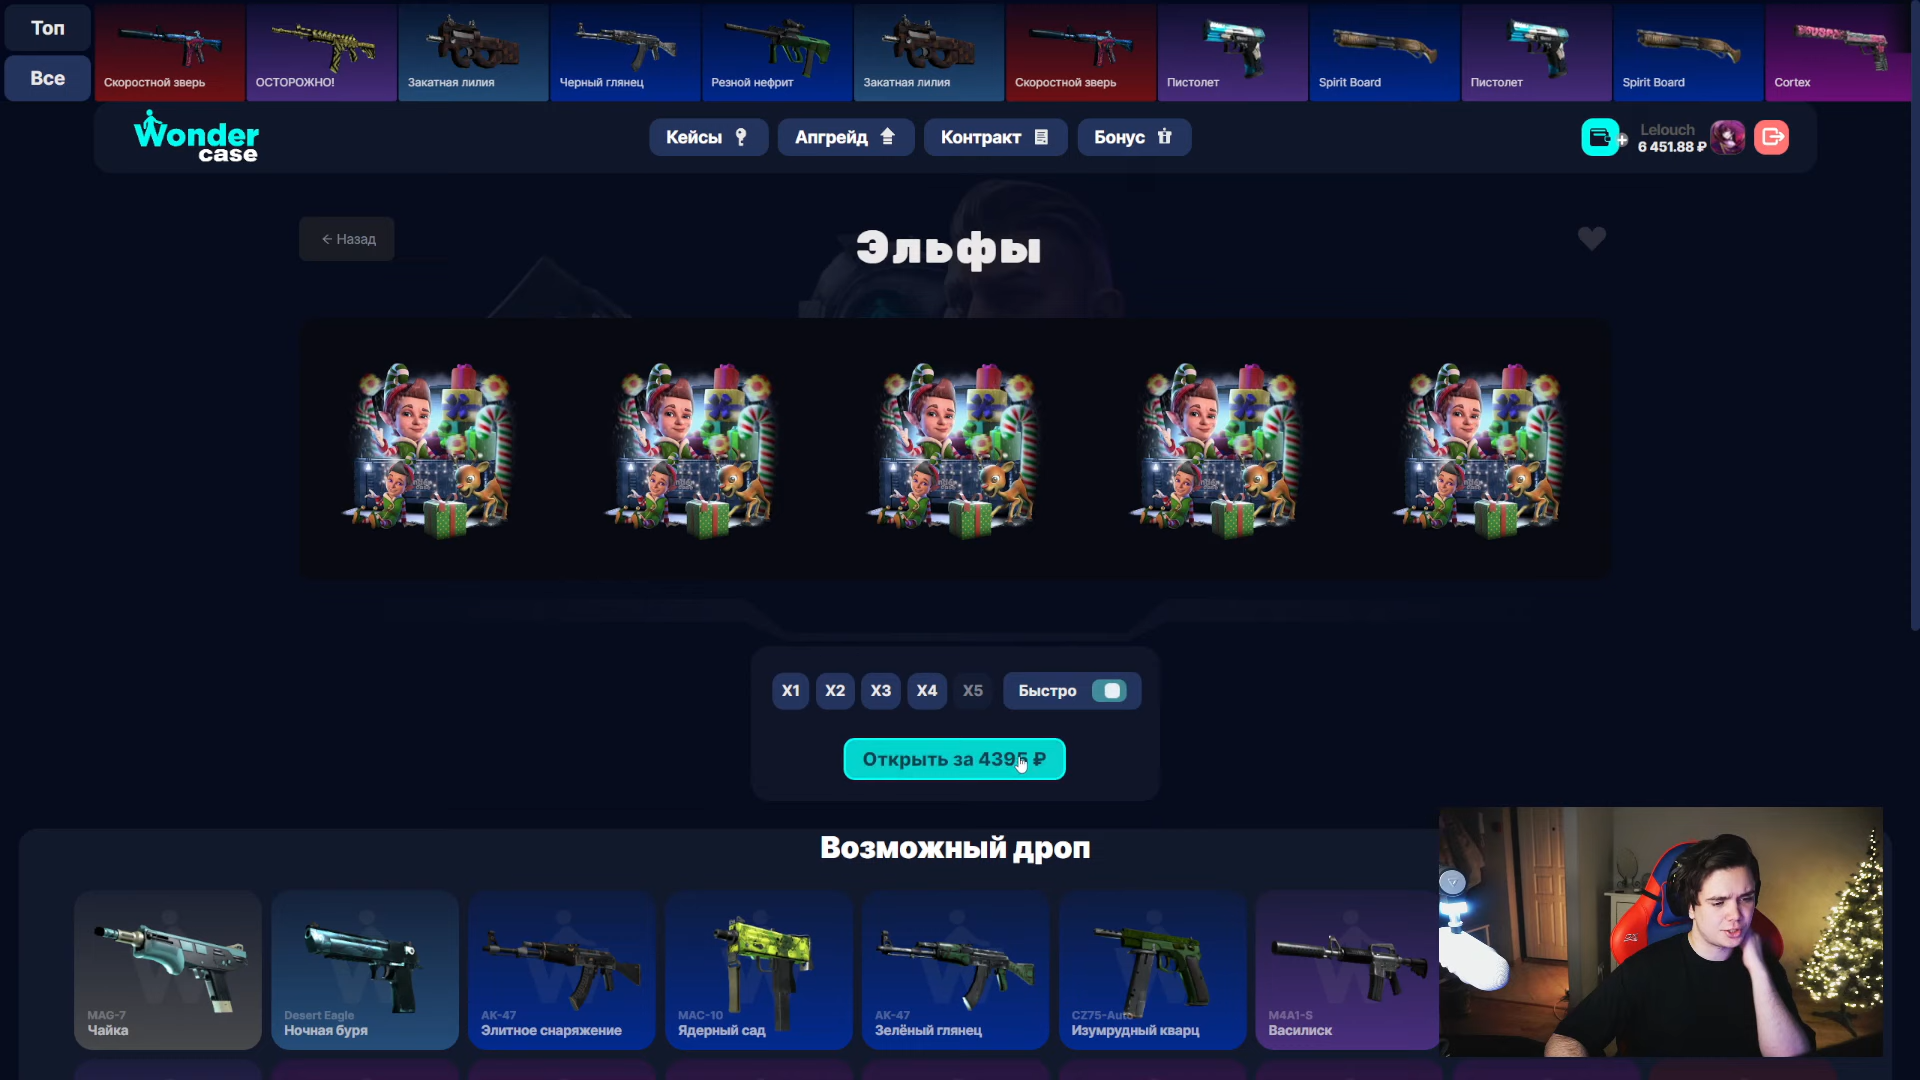 Топ
Все
Скоростной зверь
ОСТОРОЖНО!
Закатная лилия
Черный глянец
Резной нефрит
Закатная лилия
Скоростной зверь
Пистолет
Spirit Board
Пистолет
Spirit Board
Cortex
Wonder
case
Кейсы
Апгрейд
Контракт
Бонус
Lelouch
6 451.88 ₽
← Назад
Эльфы
X1
X2
X3
X4
X5
Быстро
Открыть за 4395 ₽
Возможный дроп
MAG-7
Чайка
Desert Eagle
Ночная буря
AK-47
Элитное снаряжение
MAC-10
Ядерный сад
AK-47
Зелёный глянец
CZ75-Auto
Изумрудный кварц
M4A1-S
Василиск